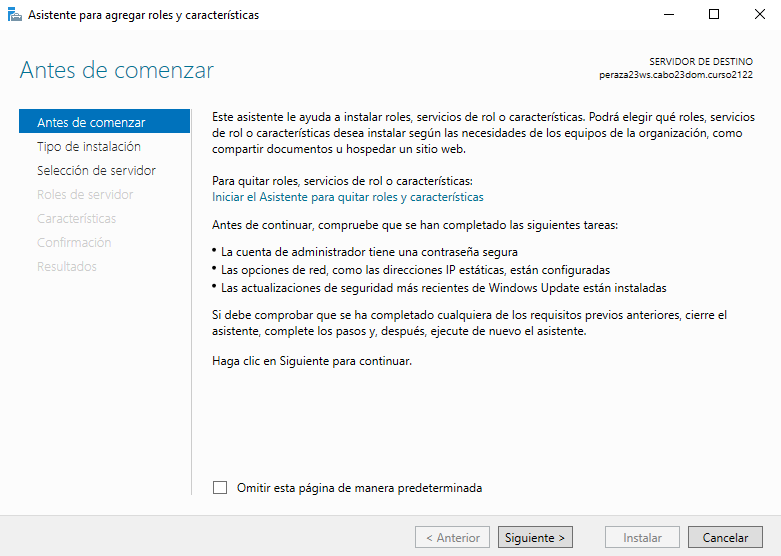 Asistente para agregar roles y características
Antes de comenzar
SERVIDOR DE DESTINO
peraza23ws.cabo23dom.curso2122
Antes de comenzar
Tipo de instalación
Selección de servidor
Roles de servidor
Características
Confirmación
Resultados
Este asistente le ayuda a instalar roles, servicios de rol o características. Podrá elegir qué roles, servicios
de rol o características desea instalar según las necesidades de los equipos de la organización, como
compartir documentos u hospedar un sitio web.
Para quitar roles, servicios de rol o características:
Iniciar el Asistente para quitar roles y características
Antes de continuar, compruebe que se han completado las siguientes tareas:
• La cuenta de administrador tiene una contraseña segura
• Las opciones de red, como las direcciones IP estáticas, están configuradas
• Las actualizaciones de seguridad más recientes de Windows Update están instaladas
Si debe comprobar que se ha completado cualquiera de los requisitos previos anteriores, cierre el
asistente, complete los pasos y, después, ejecute de nuevo el asistente.
Haga clic en Siguiente para continuar.
Omitir esta página de manera predeterminada
< Anterior
Siguiente >
Instalar
Cancelar